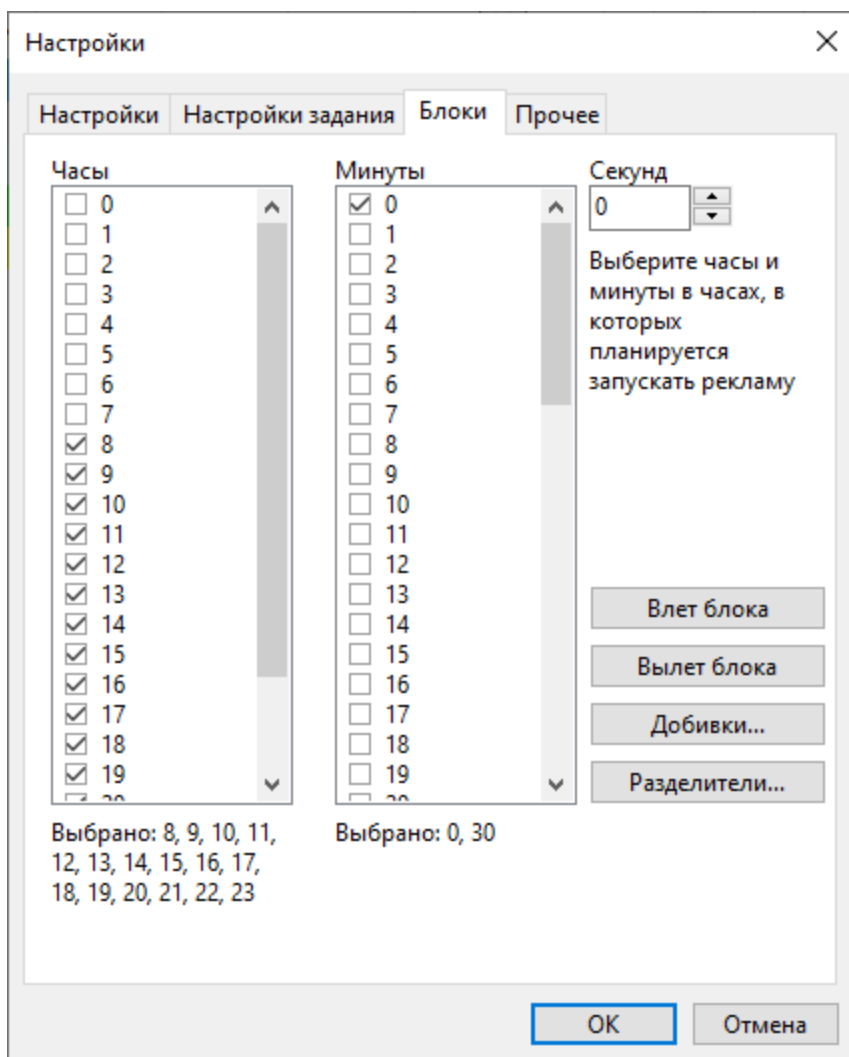 Настройки
Настройки Настройки задания Блоки Прочее
Часы
0
1
2
3
4
5
6
7
8
9
10
11
12
13
14
15
16
17
18
19
20
Выбрано: 8, 9, 10, 11,
12, 13, 14, 15, 16, 17,
18, 19, 20, 21, 22, 23
Минуты
0
1
2
3
4
5
6
7
8
9
10
11
12
13
14
15
16
17
18
19
20
Выбрано: 0, 30
Секунд
0
Выберите часы и
минуты в часах, в
которых
планируется
запускать рекламу
Влет блока
Вылет блока
Добивки...
Разделители...
OK Отмена